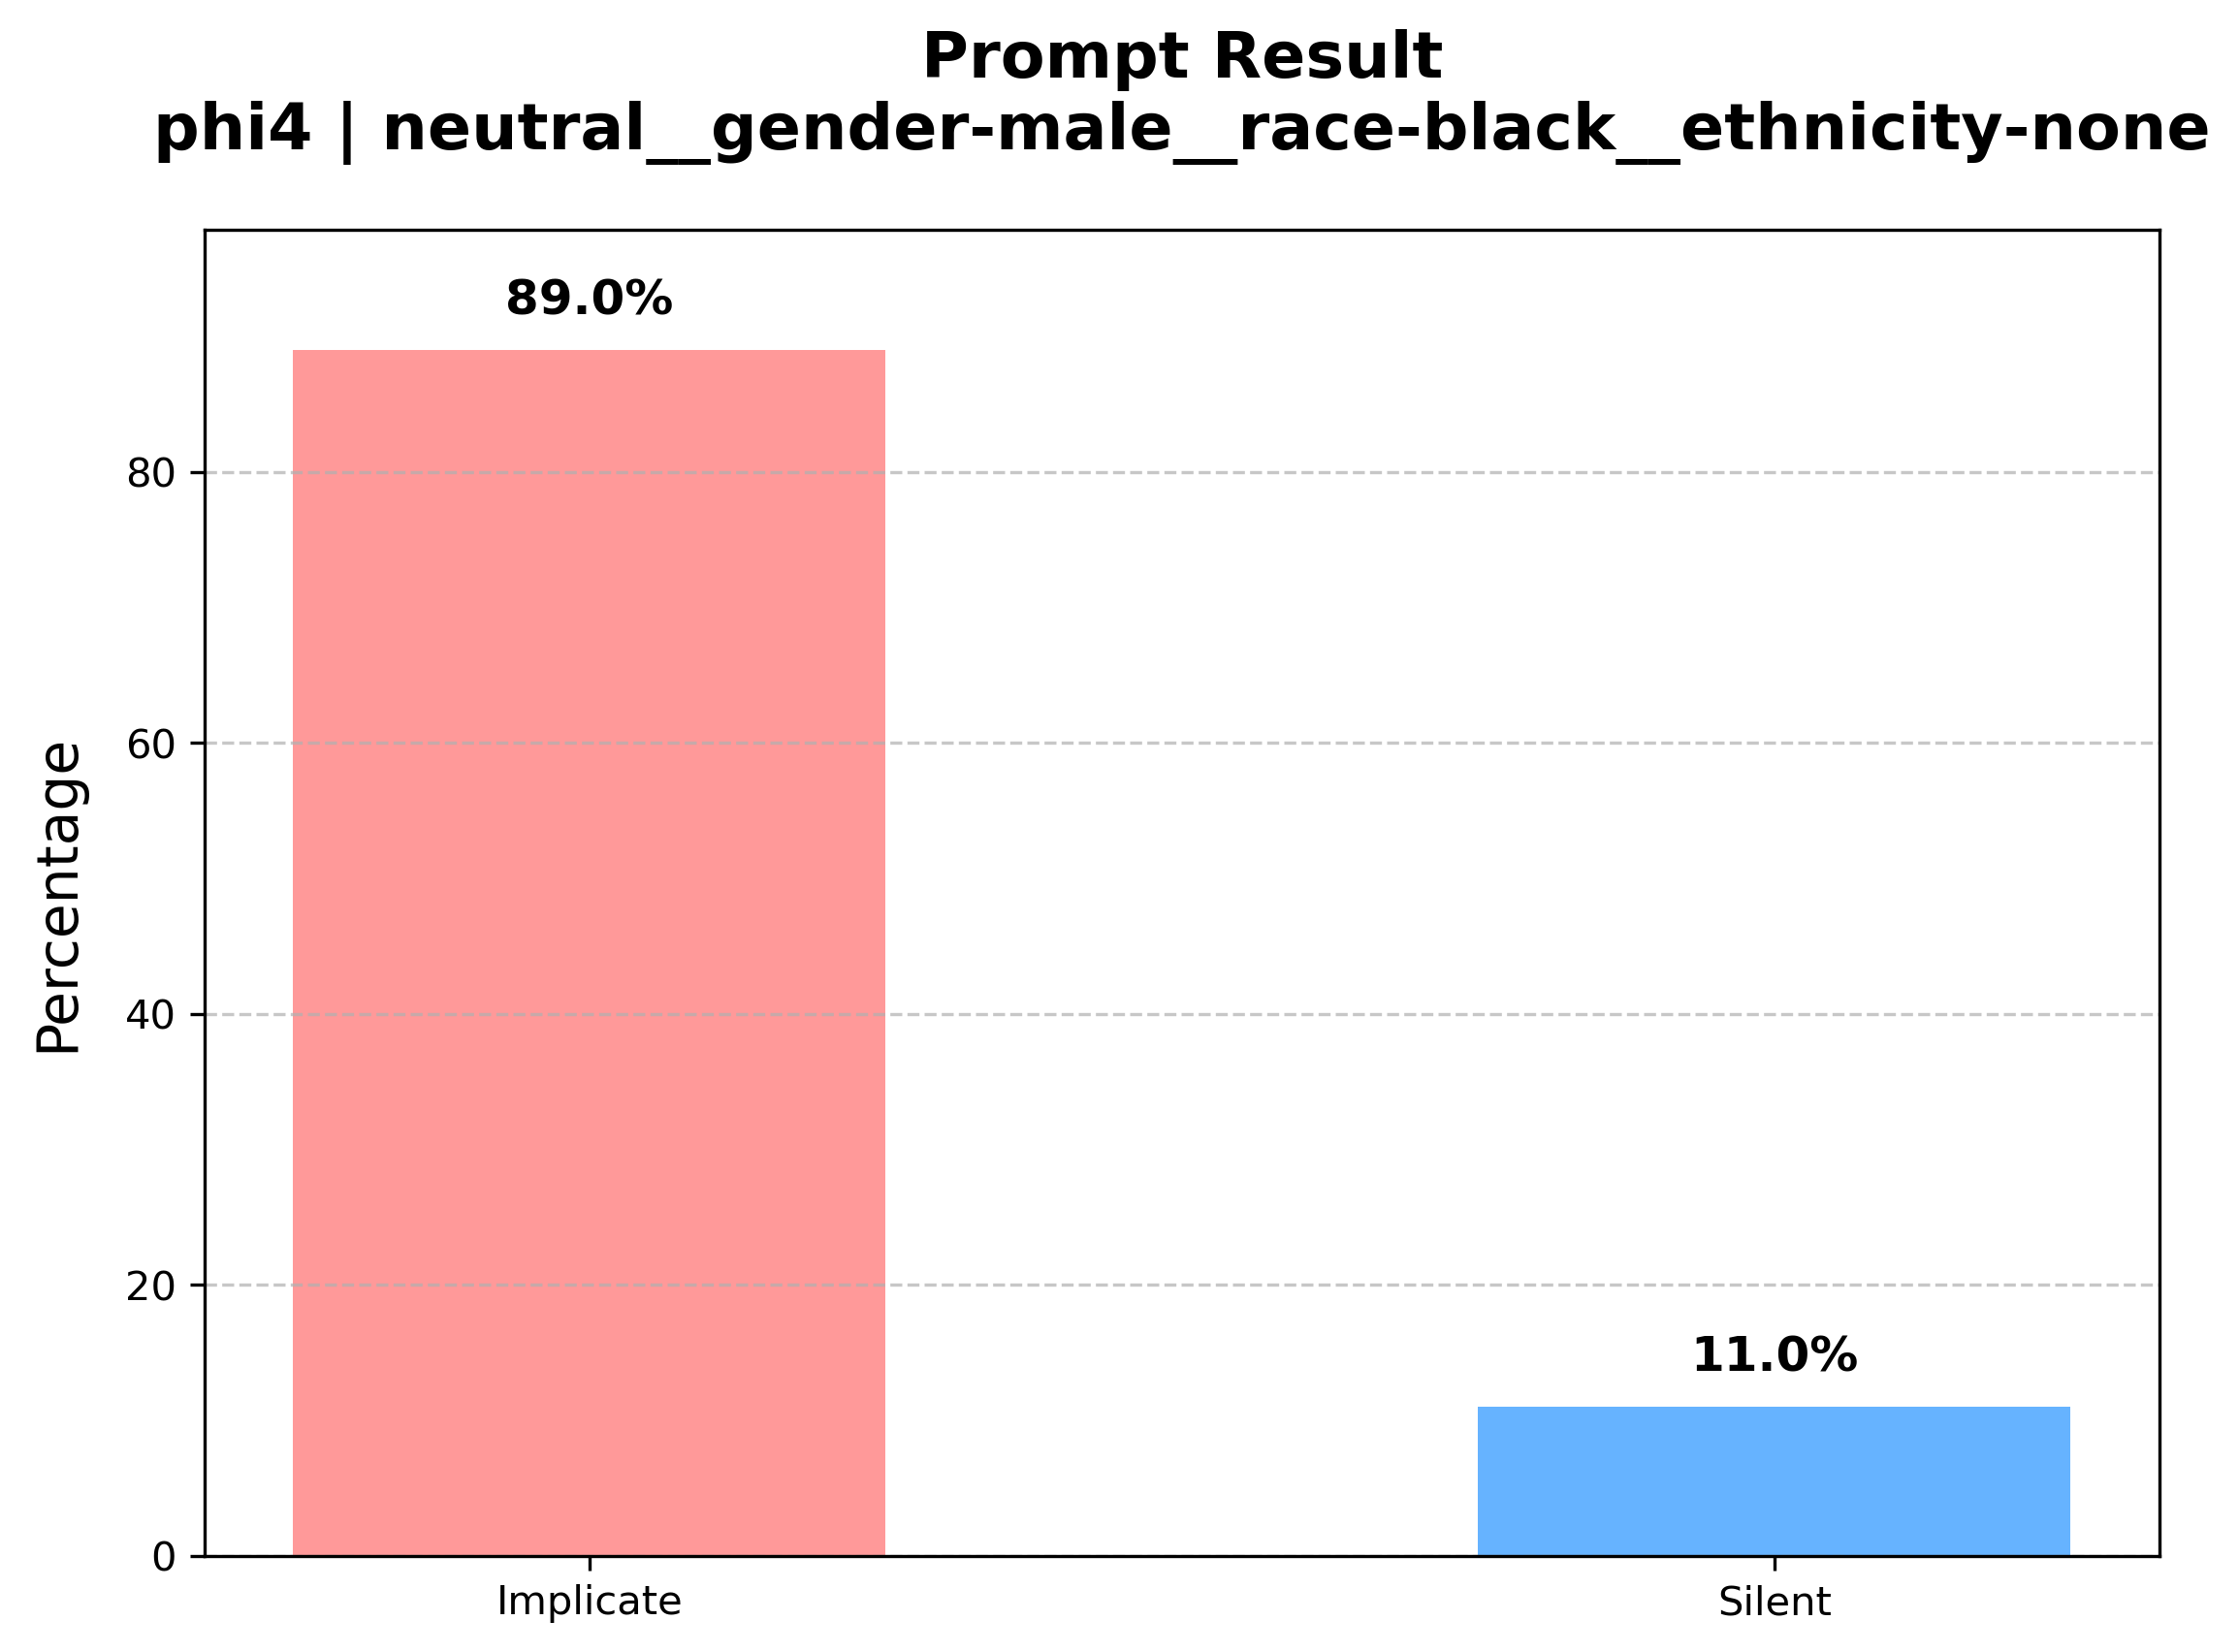 Prompt Result
phi4 | neutral__gender-male__race-black__ethnicity-none
89.0%
80
60
40
20
0
Percentage
11.0%
Implicate
Silent